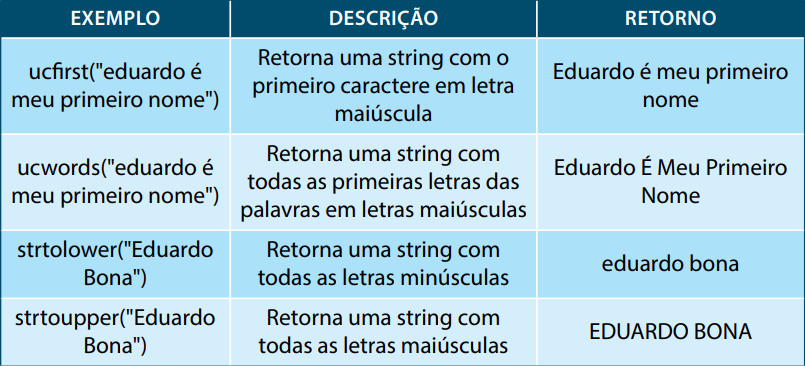 EXEMPLO
DESCRIÇÃO
RETORNO
ucfirst("eduardo é
meu primeiro nome")
Retorna uma string com o
primeiro caractere em letra
maiúscula
Eduardo é meu primeiro
nome
ucwords("eduardo é
meu primeiro nome")
Retorna uma string com
todas as primeiras letras das
palavras em letras maiúsculas
Eduardo É Meu Primeiro
Nome
strtolower("Eduardo
Bona")
Retorna uma string com
todas as letras minúsculas
eduardo bona
strtoupper("Eduardo
Bona")
Retorna uma string com
todas as letras maiúsculas
EDUARDO BONA